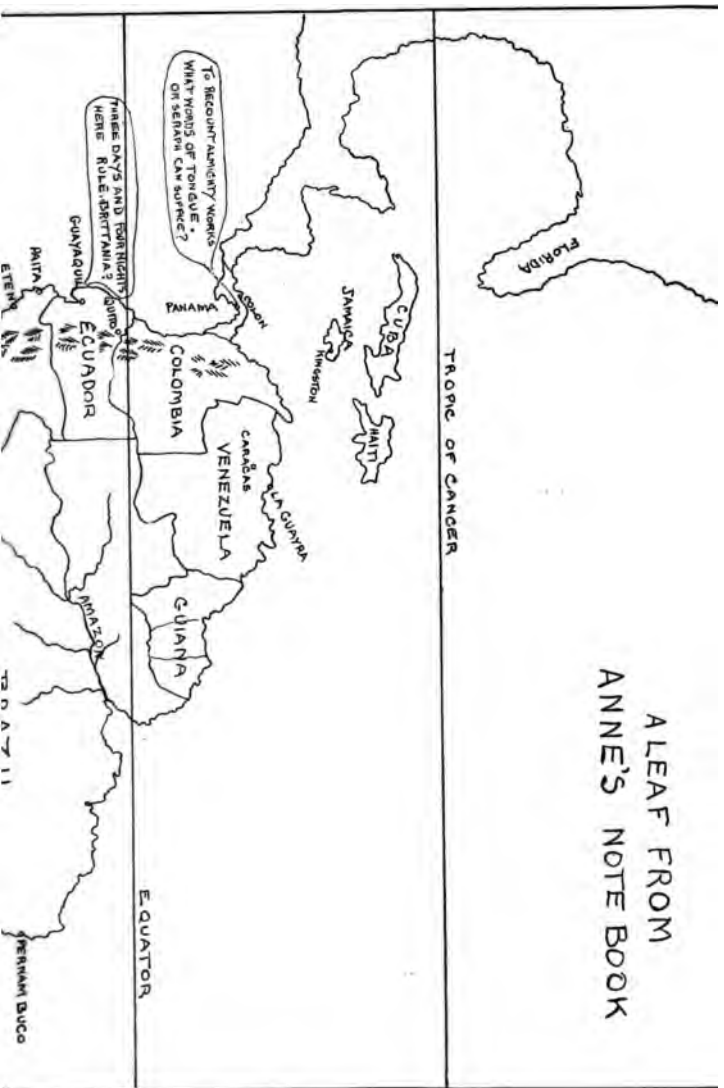 A LEAF FROM
ANNE'S NOTE BOOK
FLORIDA
TROPIC OF CANCER
CUBA
HAITI
JAMAICA
KINGSTON
TO RECOUNT ALMIGHTY WORKS
WHAT WORDS OF TONGUE.
OR SERAPH CAN SUFFICE?
COLON
PANAMA
LA GUAYRA
CARACAS
VENEZUELA
COLOMBIA
GUIANA
EQUATOR
THREE DAYS AND FOUR NIGHTS
HERE RULE. BRITTANIA?
QUITO
ECUADOR
GUAYAQUIL
AMAZON
PAITA
ETEN
BRAZIL
PERNAMBUCO